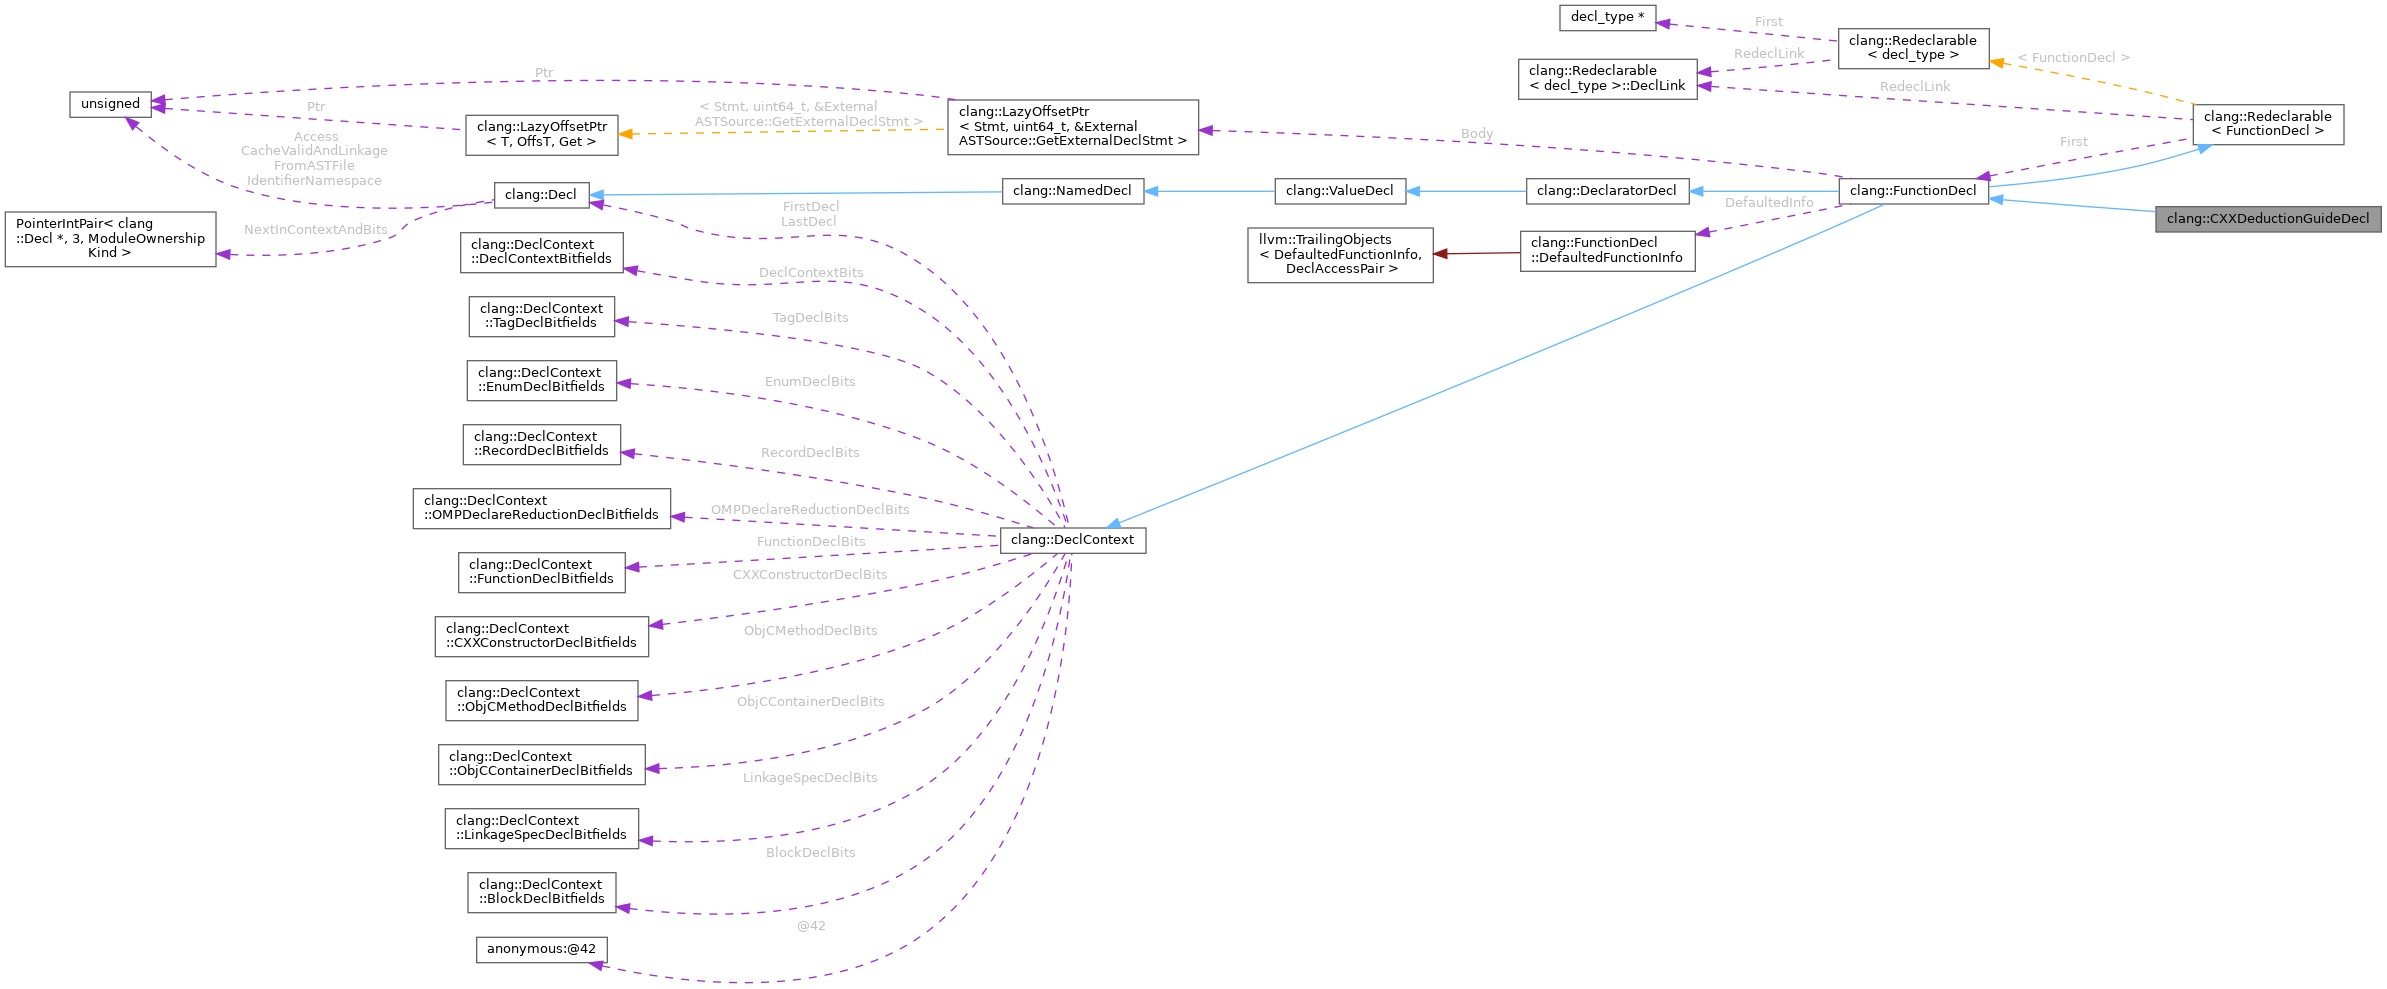 decl_type *
First
clang::Redeclarable
< decl_type >
RedeclLink
< FunctionDecl >
clang::Redeclarable
< decl_type >::DeclLink
RedeclLink
clang::Redeclarable
< FunctionDecl >
First
Ptr
unsigned
Ptr
< Stmt, uint64_t, &External
ASTSource::GetExternalDeclStmt >
clang::LazyOffsetPtr
< Stmt, uint64_t, &External
ASTSource::GetExternalDeclStmt >
clang::LazyOffsetPtr
< T, OffsT, Get >
Body
Access
CacheValidAndLinkage
FromASTFile
IdentifierNamespace
clang::Decl
clang::NamedDecl
clang::ValueDecl
clang::DeclaratorDecl
clang::FunctionDecl
DefaultedInfo
clang::CXXDeductionGuideDecl
PointerIntPair< clang
::Decl *, 3, ModuleOwnership
Kind >
NextInContextAndBits
FirstDecl
LastDecl
llvm::TrailingObjects
< DefaultedFunctionInfo,
DeclAccessPair >
clang::FunctionDecl
::DefaultedFunctionInfo
clang::DeclContext
::DeclContextBitfields
DeclContextBits
clang::DeclContext
::TagDeclBitfields
TagDeclBits
clang::DeclContext
::EnumDeclBitfields
EnumDeclBits
clang::DeclContext
::RecordDeclBitfields
RecordDeclBits
clang::DeclContext
::OMPDeclareReductionDeclBitfields
OMPDeclareReductionDeclBits
clang::DeclContext
FunctionDeclBits
clang::DeclContext
::FunctionDeclBitfields
CXXConstructorDeclBits
clang::DeclContext
::CXXConstructorDeclBitfields
ObjCMethodDeclBits
clang::DeclContext
::ObjCMethodDeclBitfields
ObjCContainerDeclBits
clang::DeclContext
::ObjCContainerDeclBitfields
LinkageSpecDeclBits
clang::DeclContext
::LinkageSpecDeclBitfields
BlockDeclBits
clang::DeclContext
::BlockDeclBitfields
@42
anonymous:@42